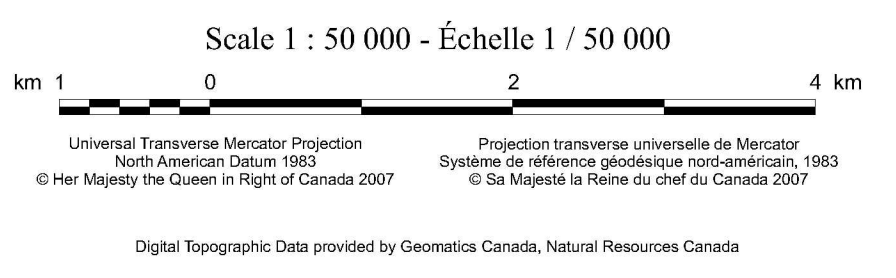 Scale 1 : 50 000 - Échelle 1 / 50 000
km 1 0 2 4 km
Universal Transverse Mercator Projection
North American Datum 1983
© Her Majesty the Queen in Right of Canada 2007
Projection transverse universelle de Mercator
Système de référence géodésique nord-américain, 1983
© Sa Majesté la Reine du chef du Canada 2007
Digital Topographic Data provided by Geomatics Canada, Natural Resources Canada